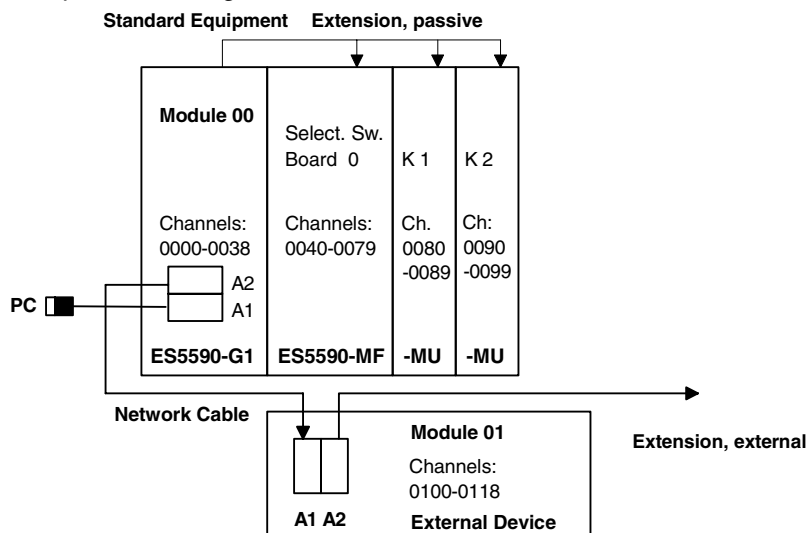 Standard Equipment Extension, passive
Module 00
Select. Sw.
Board 0
K 1
K 2
Channels:
0000-0038
Channels:
0040-0079
Ch.
0080
-0089
Ch:
0090
-0099
A2
A1
PC
ES5590-G1
ES5590-MF
-MU
-MU
Network Cable
Module 01
Extension, external
Channels:
0100-0118
A1 A2
External Device